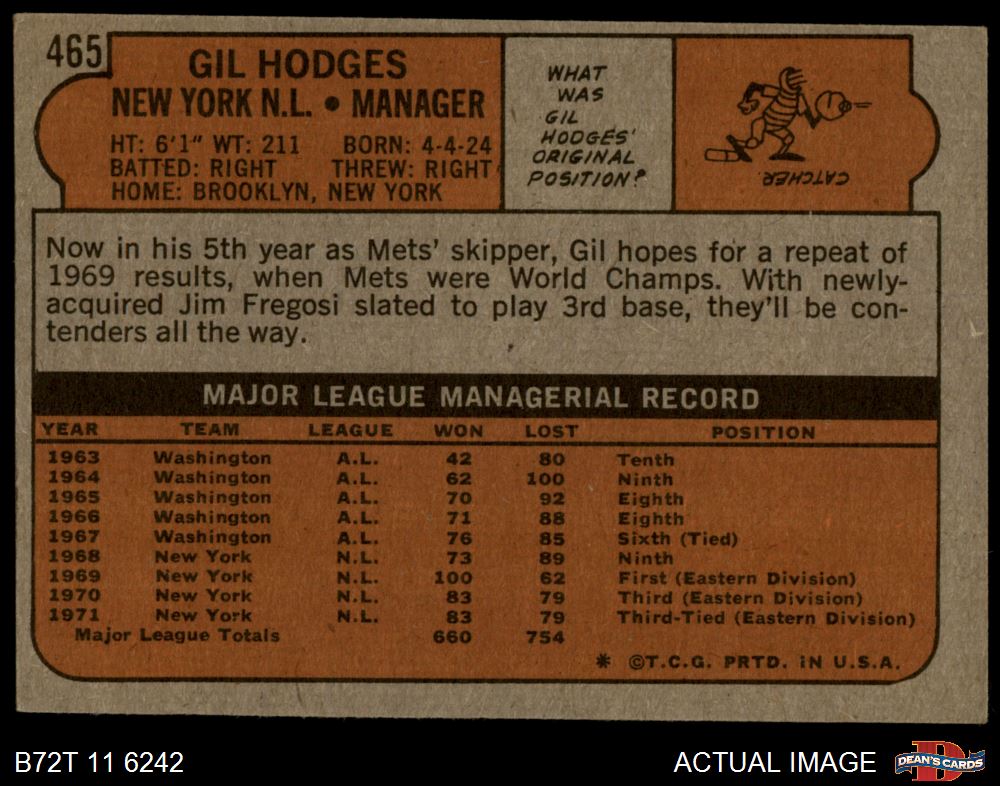 465
GIL HODGES
NEW YORK N.L. • MANAGER
HT: 6'1" WT: 211 BORN: 4-4-24
BATTED: RIGHT THREW: RIGHT
HOME: BROOKLYN, NEW YORK
WHAT
WAS
GIL
HODGES'
ORIGINAL
POSITION?
CATCHER.
Now in his 5th year as Mets' skipper, Gil hopes for a repeat of
1969 results, when Mets were World Champs. With newly-
acquired Jim Fregosi slated to play 3rd base, they'll be con-
tenders all the way.
MAJOR LEAGUE MANAGERIAL RECORD
YEAR TEAM LEAGUE WON LOST POSITION
1963 Washington A.L. 42 80 Tenth
1964 Washington A.L. 62 100 Ninth
1965 Washington A.L. 70 92 Eighth
1966 Washington A.L. 71 88 Eighth
1967 Washington A.L. 76 85 Sixth (Tied)
1968 New York N.L. 73 89 Ninth
1969 New York N.L. 100 62 First (Eastern Division)
1970 New York N.L. 83 79 Third (Eastern Division)
1971 New York N.L. 83 79 Third-Tied (Eastern Division)
Major League Totals 660 754
* ©T.C.G. PRTD. IN U.S.A.
B72T 11 6242
ACTUAL IMAGE
DEAN'S CARDS